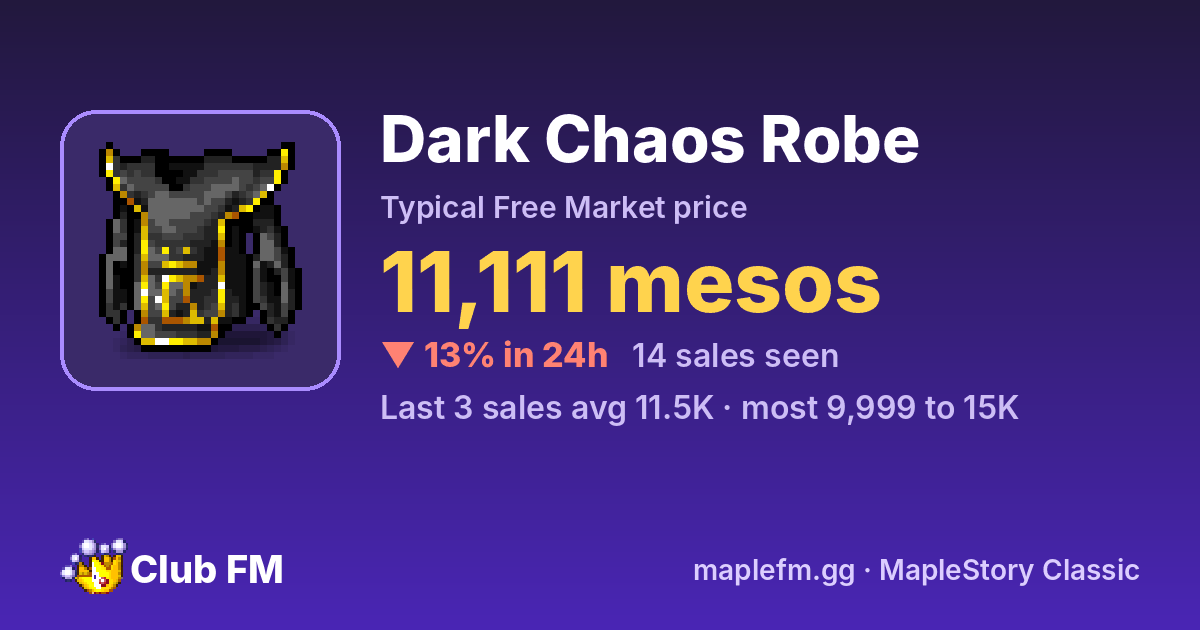 Dark Chaos Robe
Typical Free Market price
11,111 mesos
▼ 13% in 24h 14 sales seen
Last 3 sales avg 11.5K · most 9,999 to 15K
Club FM
maplefm.gg · MapleStory Classic